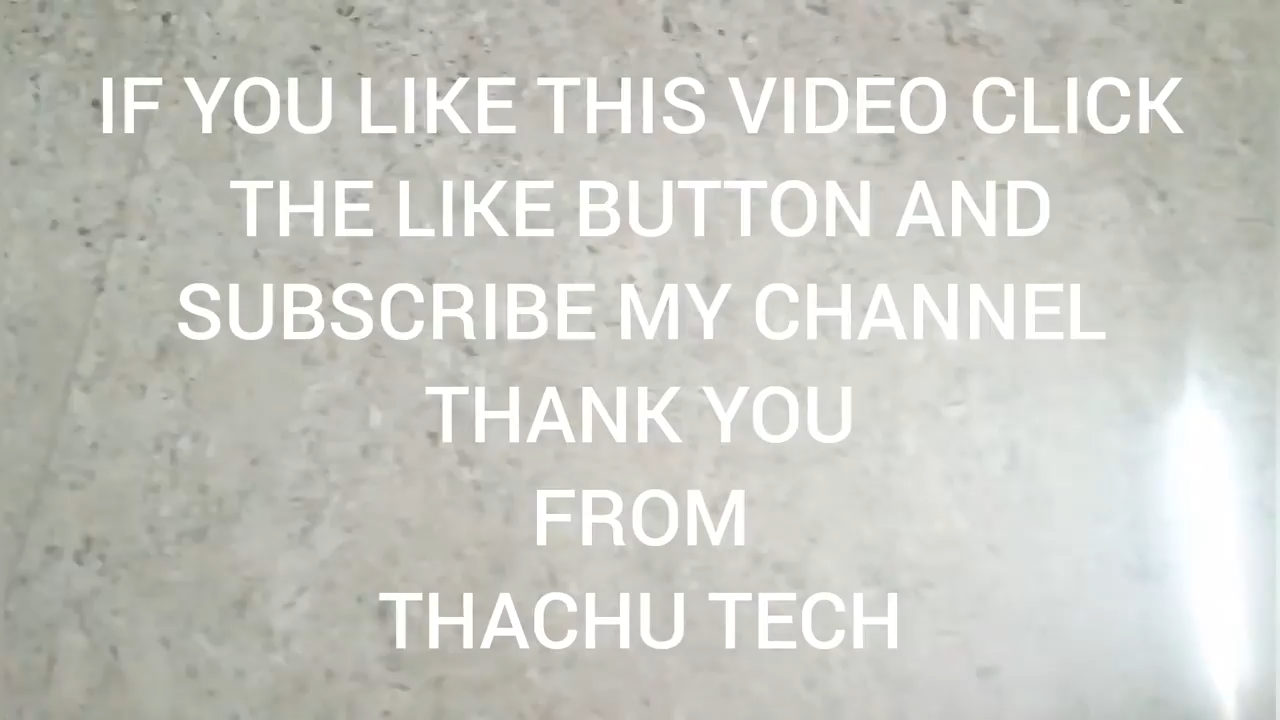 IF YOU LIKE THIS VIDEO CLICK
THE LIKE BUTTON AND
SUBSCRIBE MY CHANNEL
THANK YOU
FROM
THACHU TECH